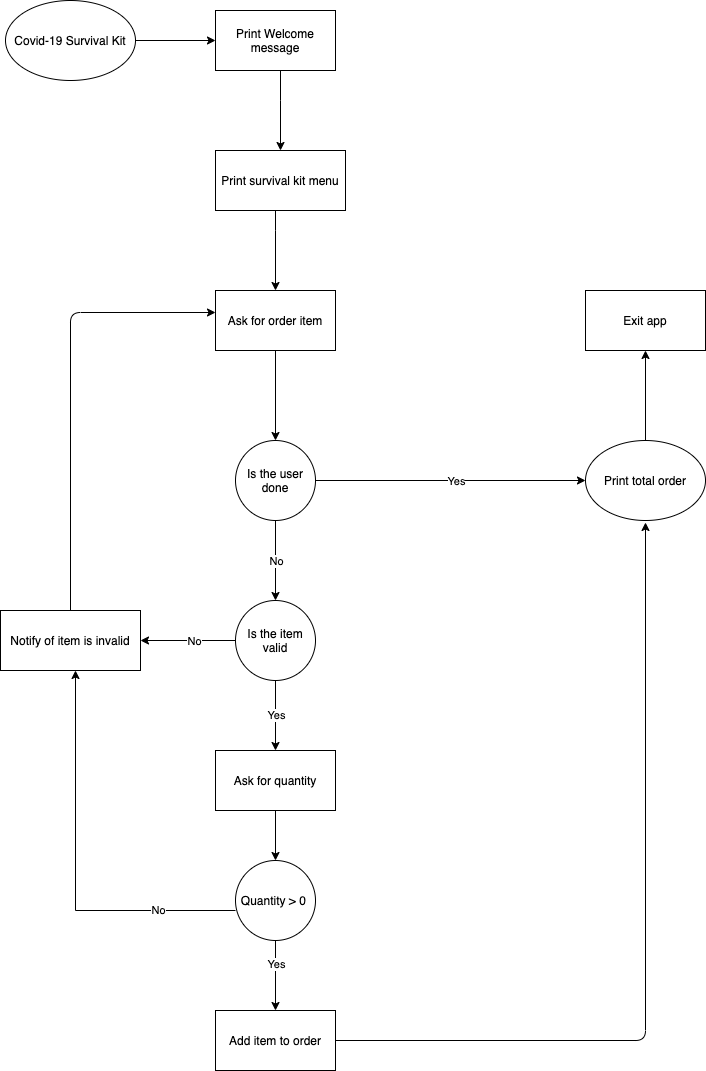 Covid-19 Survival Kit
Print Welcome
message
Print survival kit menu
Ask for order item
Exit app
Is the user
done
Yes
Print total order
No
Notify of item is invalid
No
Is the item
valid
Yes
Ask for quantity
Quantity > 0
No
Yes
Add item to order